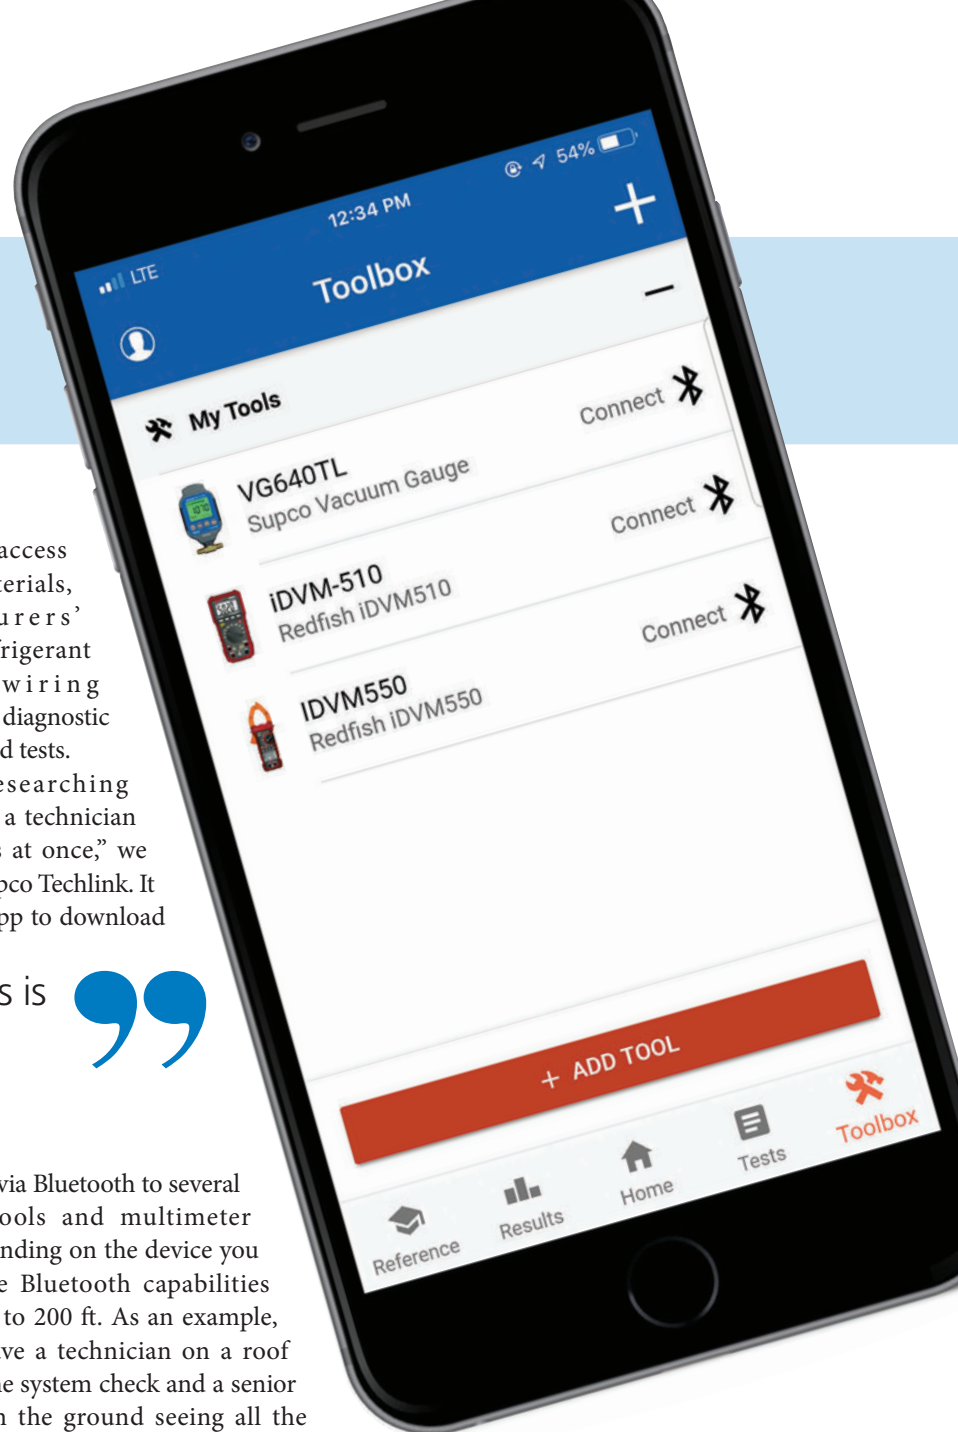 LTE
12:34 PM
54%
Toolbox
My Tools
VG640TL
Supco Vacuum Gauge
Connect
iDVM-510
Redfish iDVM510
Connect
IDVM550
Redfish iDVM550
Connect
+ ADD TOOL
Reference
Results
Home
Tests
Toolbox
access
terials,
urers’
frigerant
wiring
diagnostic
d tests.
esearching
a technician
s at once,” we
pco Techlink. It
pp to download
s is ”
via Bluetooth to several
ools and multimeter
nding on the device you
e Bluetooth capabilities
to 200 ft. As an example,
ave a technician on a roof
ne system check and a senior
n the ground seeing all the